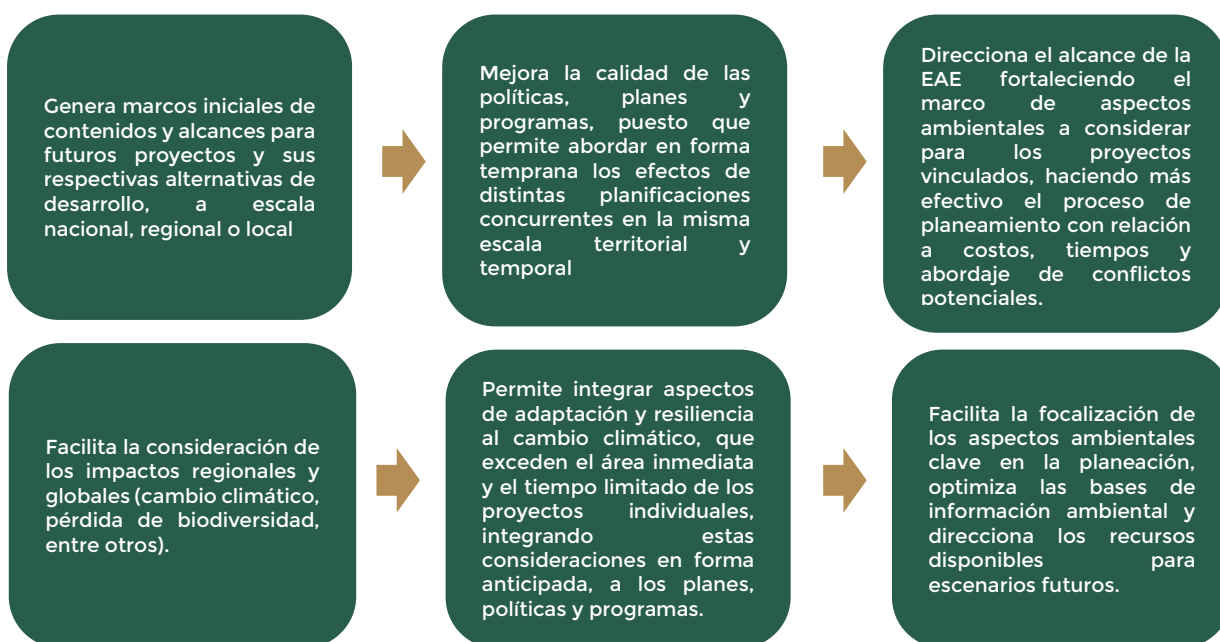 Genera marcos iniciales de
contenidos y alcances para
futuros proyectos y sus
respectivas alternativas de
desarrollo, a escala
nacional, regional o local
Mejora la calidad de las
políticas, planes y
programas, puesto que
permite abordar en forma
temprana los efectos de
distintas planificaciones
concurrentes en la misma
escala territorial y
temporal
Direcciona el alcance de la
EAE fortaleciendo el
marco de aspectos
ambientales a considerar
para los proyectos
vinculados, haciendo más
efectivo el proceso de
planeamiento con relación
a costos, tiempos y
abordaje de conflictos
potenciales.
Facilita la consideración de
los impactos regionales y
globales (cambio climático,
pérdida de biodiversidad,
entre otros).
Permite integrar aspectos
de adaptación y resiliencia
al cambio climático, que
exceden el área inmediata
y el tiempo limitado de los
proyectos individuales,
integrando estas
consideraciones en forma
anticipada, a los planes,
políticas y programas.
Facilita la focalización de
los aspectos ambientales
clave en la planeación,
optimiza las bases de
información ambiental y
direcciona los recursos
disponibles para
escenarios futuros.